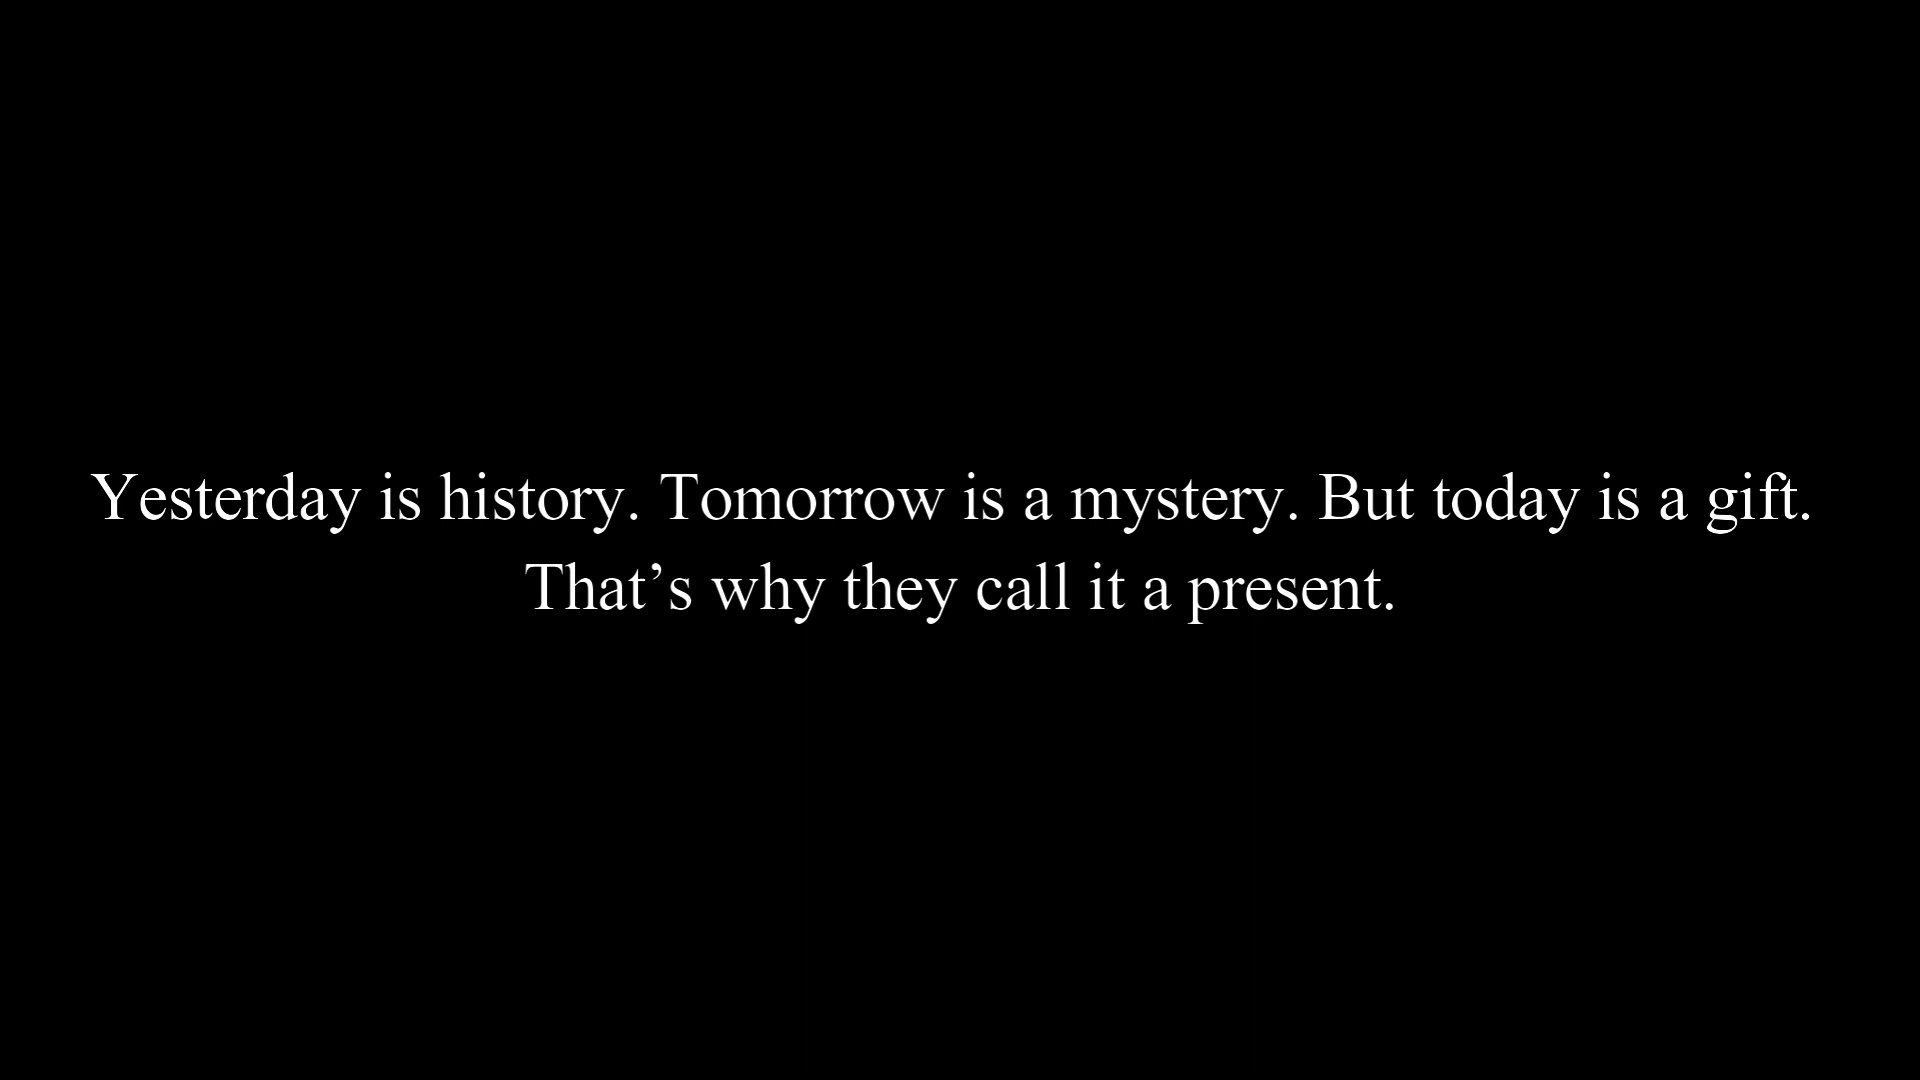 Yesterday is history. Tomorrow is a mystery. But today is a gift.
That’s why they call it a present.